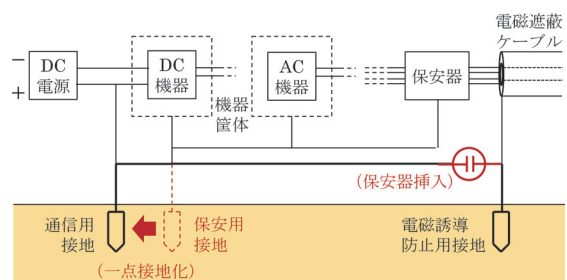 電磁遮蔽
ケーブル
−
+
DC
電源
DC
機器
AC
機器
機器
筐体
保安器
(保安器挿入)
通信用
接地
保安用
接地
電磁誘導
防止用接地
(一点接地化)